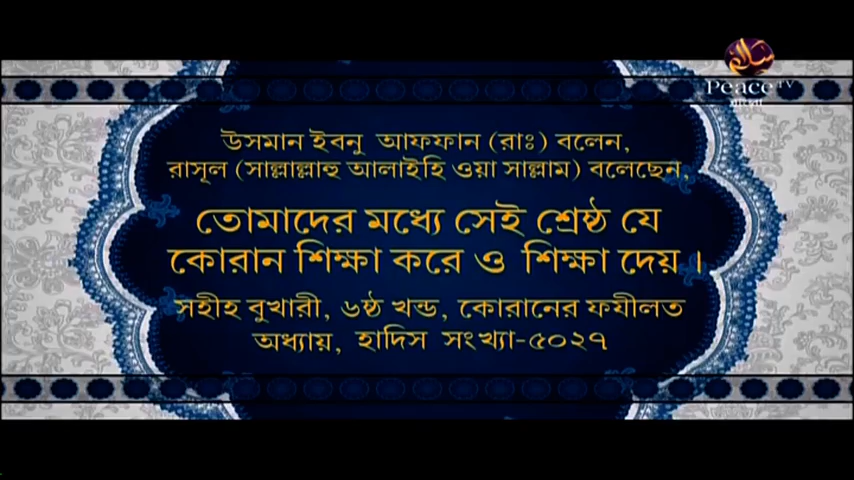 سلام
Peace TV
বাংলা
উসমান ইবনু আফফান (রাঃ) বলেন,
রাসূল (সাল্লাল্লাহু আলাইহি ওয়া সাল্লাম) বলেছেন,
তোমাদের মধ্যে সেই শ্রেষ্ঠ যে
কোরান শিক্ষা করে ও শিক্ষা দেয় ।
সহীহ বুখারী, ৬ষ্ঠ খন্ড, কোরানের ফযীলত
অধ্যায়, হাদিস সংখ্যা-৫০২৭